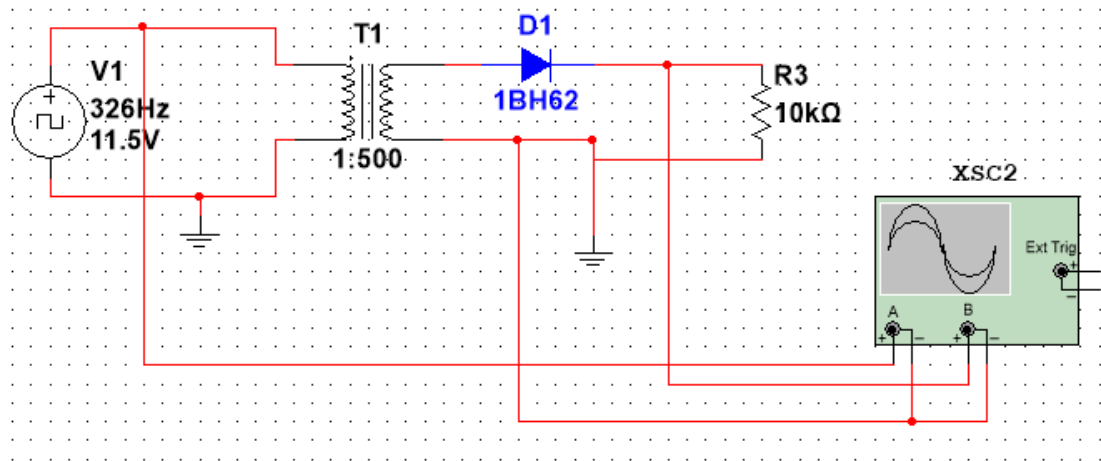 V1
326Hz
11.5V
T1
1:500
D1
1BH62
R3
10kΩ
XSC2
Ext Trig
+
−
A
B
+
−
+
−
+